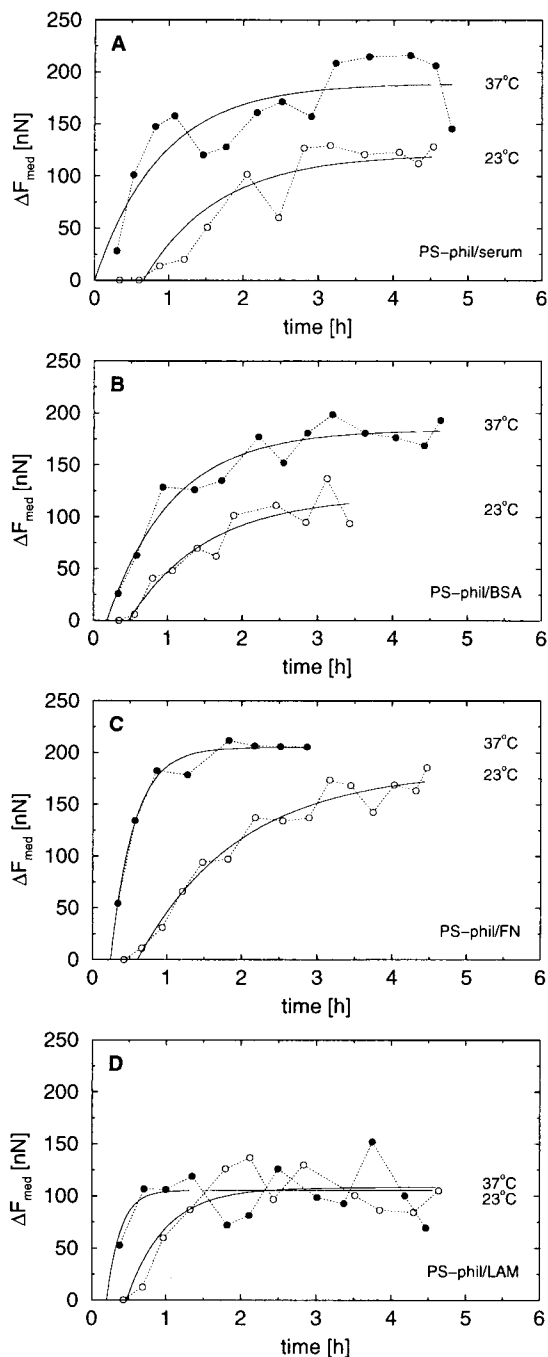 A
250
200
150
100
50
0
ΔF_med [nN]
37°C
23°C
PS-phil/serum
0 1 2 3 4 5 6
time [h]
B
250
200
150
100
50
0
ΔF_med [nN]
37°C
23°C
PS-phil/BSA
0 1 2 3 4 5 6
time [h]
C
250
200
150
100
50
0
ΔF_med [nN]
37°C
23°C
PS-phil/FN
0 1 2 3 4 5 6
time [h]
D
250
200
150
100
50
0
ΔF_med [nN]
37°C
23°C
PS-phil/LAM
0 1 2 3 4 5 6
time [h]